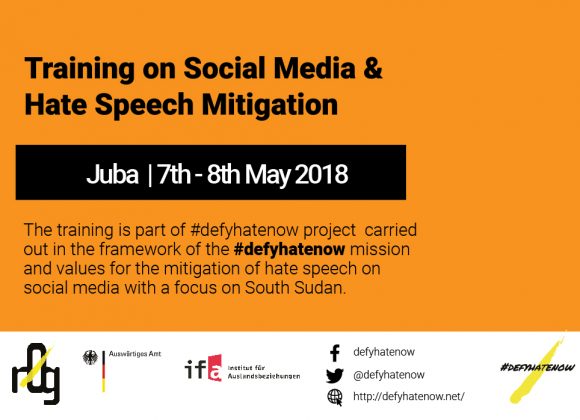 Training on Social Media &
Hate Speech Mitigation
Juba | 7th - 8th May 2018
The training is part of #defyhatenow project carried
out in the framework of the #defyhatenow mission
and values for the mitigation of hate speech on
social media with a focus on South Sudan.
r0g
Auswärtiges Amt
ifa Institut für
Auslandsbeziehungen
defyhatenow
@defyhatenow
http://defyhatenow.net/
#DEFYHATENOW